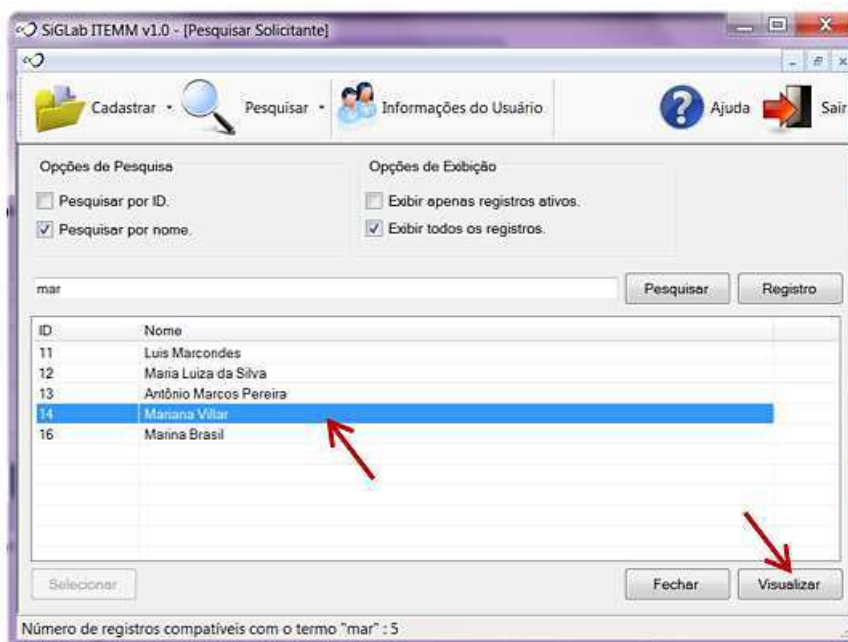 SiGLab ITEMM v1.0 - [Pesquisar Solicitante]
Cadastrar Pesquisar Informações do Usuário Ajuda Sair
Opções de Pesquisa Opções de Exibição
Pesquisar por ID. Exibir apenas registros ativos.
Pesquisar por nome. Exibir todos os registros.
mar Pesquisar Registro
ID Nome
11 Luis Marcondes
12 Maria Luiza da Silva
13 Antônio Marcos Pereira
14 Mariana Villar
16 Marina Brasil
Selecionar Fechar Visualizar
Número de registros compatíveis com o termo "mar" : 5